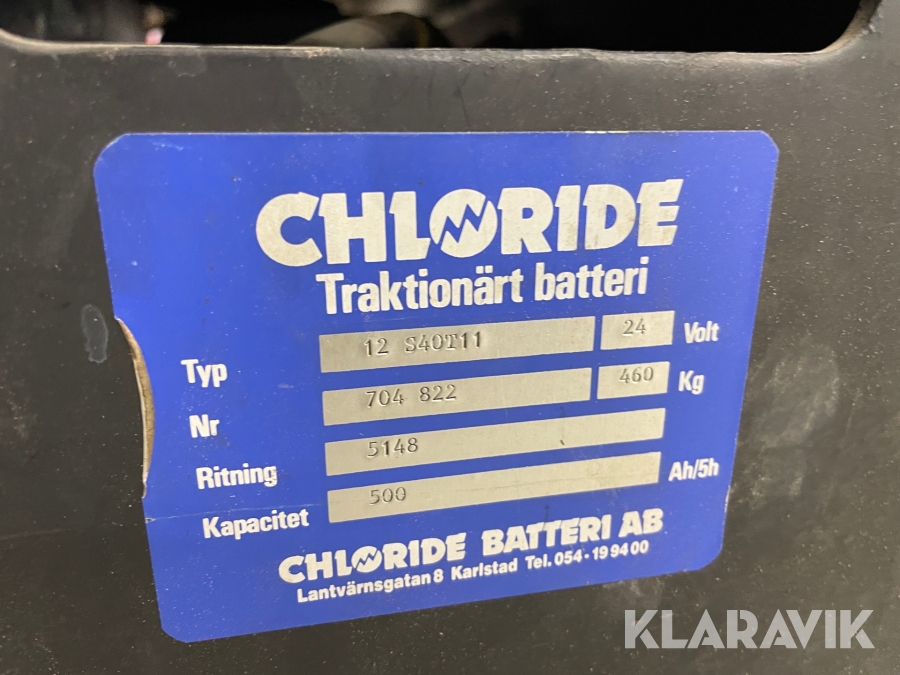 CHLORIDE
Traktionärt batteri
Typ 12 S40T11 24 Volt
Nr 704 822 460 Kg
Ritning 5148
Kapacitet 500 Ah/5h
CHLORIDE BATTERI AB
Lantvärnsgatan 8 Karlstad Tel. 054-19 94 00
KLARAVIK